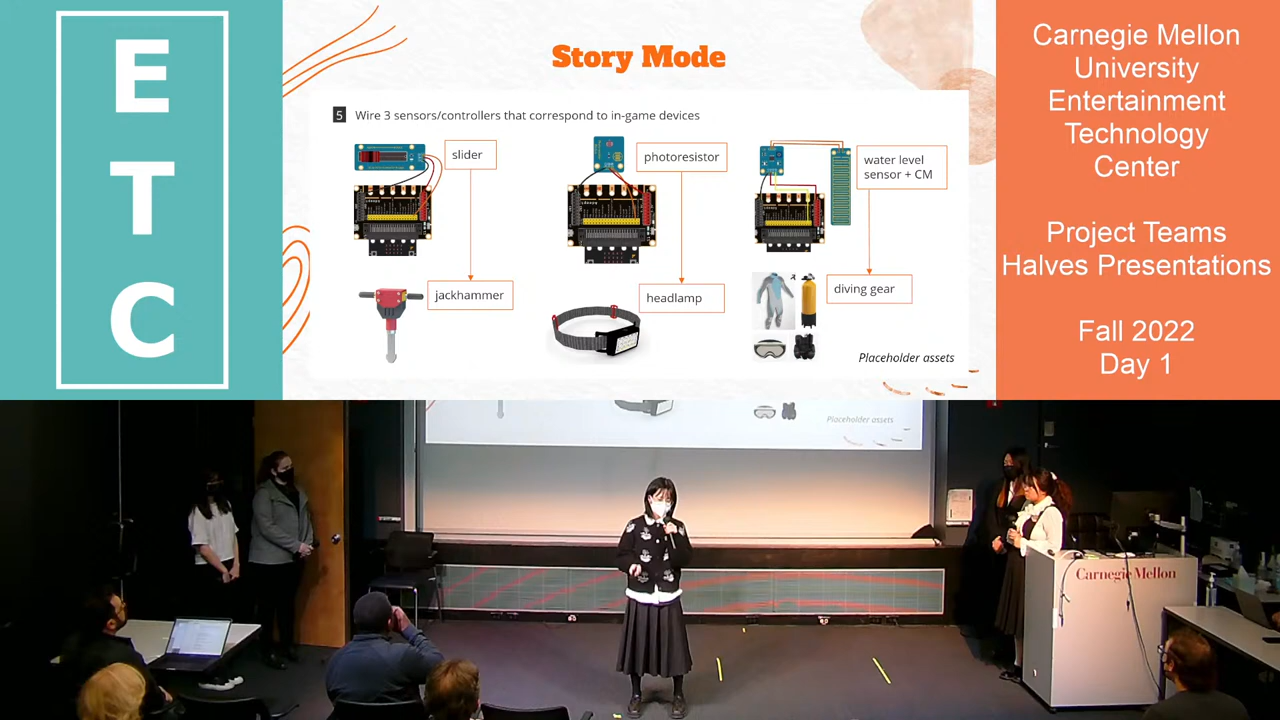 E
T
C
Story Mode
5 Wire 3 sensors/controllers that correspond to in-game devices
slider
photoresistor
water level
sensor + CM
jackhammer
headlamp
diving gear
Placeholder assets
Carnegie Mellon
University
Entertainment
Technology
Center
Project Teams
Halves Presentations
Fall 2022
Day 1
Placeholder assets
Carnegie Mellon